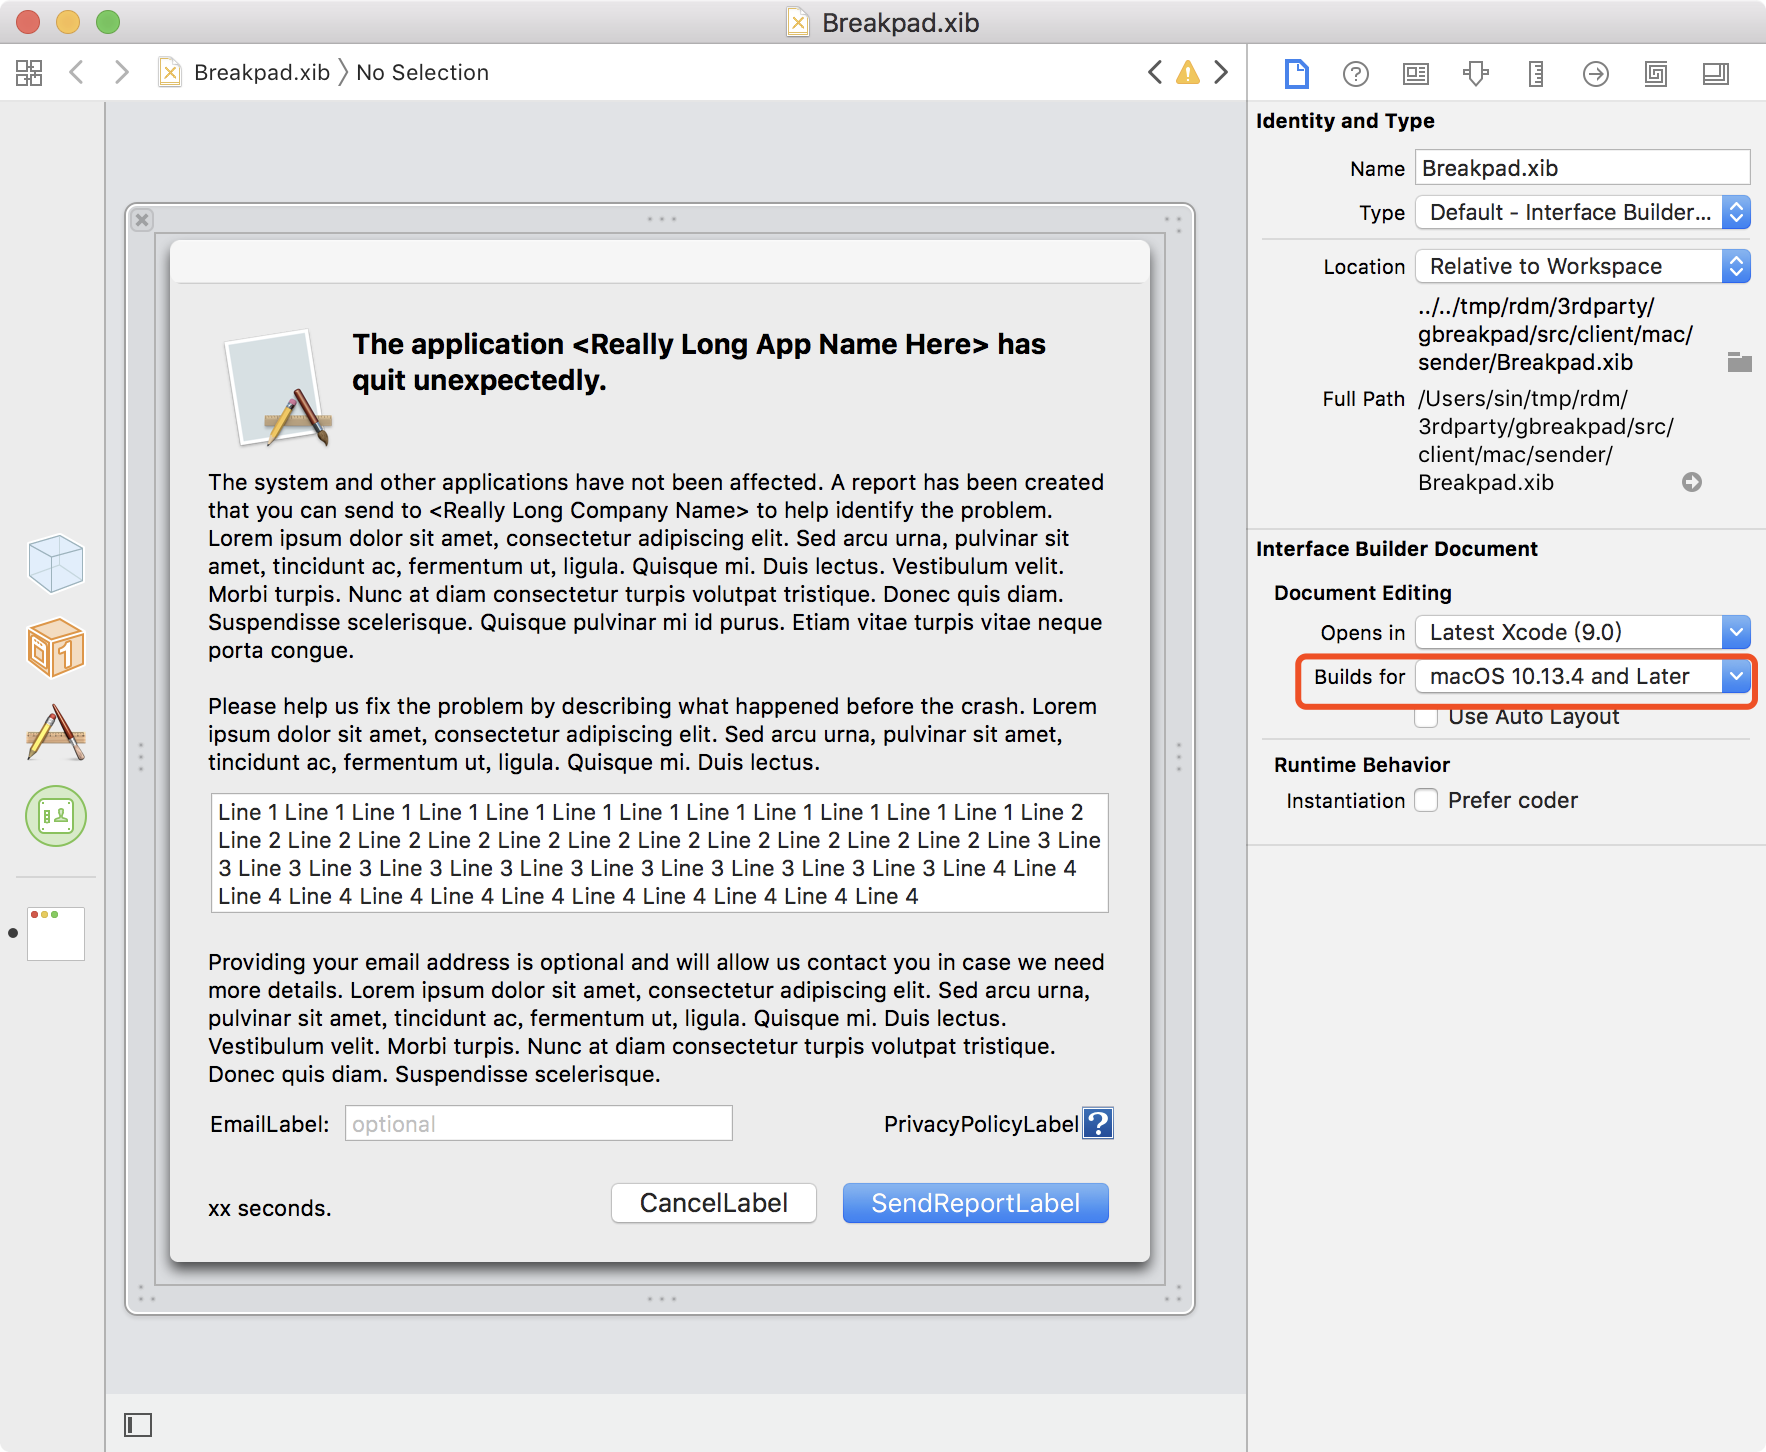 Breakpad.xib
Breakpad.xib
No Selection
The application <Really Long App Name Here> has
quit unexpectedly.
The system and other applications have not been affected. A report has been created
that you can send to <Really Long Company Name> to help identify the problem.
Lorem ipsum dolor sit amet, consectetur adipiscing elit. Sed arcu urna, pulvinar sit
amet, tincidunt ac, fermentum ut, ligula. Quisque mi. Duis lectus. Vestibulum velit.
Morbi turpis. Nunc at diam consectetur turpis volutpat tristique. Donec quis diam.
Suspendisse scelerisque. Quisque pulvinar mi id purus. Etiam vitae turpis vitae neque
porta congue.
Please help us fix the problem by describing what happened before the crash. Lorem
ipsum dolor sit amet, consectetur adipiscing elit. Sed arcu urna, pulvinar sit amet,
tincidunt ac, fermentum ut, ligula. Quisque mi. Duis lectus.
Line 1 Line 1 Line 1 Line 1 Line 1 Line 1 Line 1 Line 1 Line 1 Line 1 Line 1 Line 1 Line 2
Line 2 Line 2 Line 2 Line 2 Line 2 Line 2 Line 2 Line 2 Line 2 Line 2 Line 2 Line 3 Line
3 Line 3 Line 3 Line 3 Line 3 Line 3 Line 3 Line 3 Line 3 Line 3 Line 3 Line 4 Line 4
Line 4 Line 4 Line 4 Line 4 Line 4 Line 4 Line 4 Line 4 Line 4 Line 4
Providing your email address is optional and will allow us contact you in case we need
more details. Lorem ipsum dolor sit amet, consectetur adipiscing elit. Sed arcu urna,
pulvinar sit amet, tincidunt ac, fermentum ut, ligula. Quisque mi. Duis lectus.
Vestibulum velit. Morbi turpis. Nunc at diam consectetur turpis volutpat tristique.
Donec quis diam. Suspendisse scelerisque.
EmailLabel: optional PrivacyPolicyLabel ?
xx seconds. CancelLabel SendReportLabel
Identity and Type
Name Breakpad.xib
Type Default - Interface Builder...
Location Relative to Workspace
../../tmp/rdm/3rdparty/
gbreakpad/src/client/mac/
sender/Breakpad.xib
Full Path /Users/sin/tmp/rdm/
3rdparty/gbreakpad/src/
client/mac/sender/
Breakpad.xib
Interface Builder Document
Document Editing
Opens in Latest Xcode (9.0)
Builds for macOS 10.13.4 and Later
Use Auto Layout
Runtime Behavior
Instantiation Prefer coder